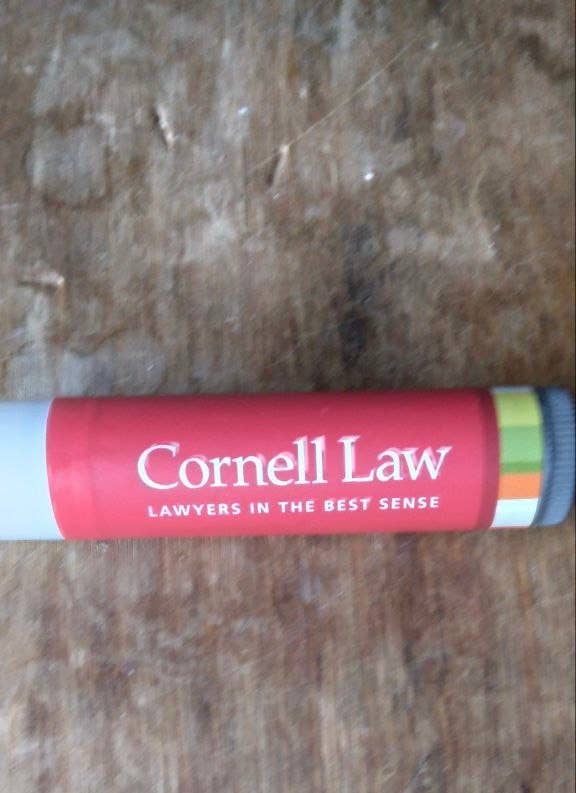 Cornell Law
LAWYERS IN THE BEST SENSE